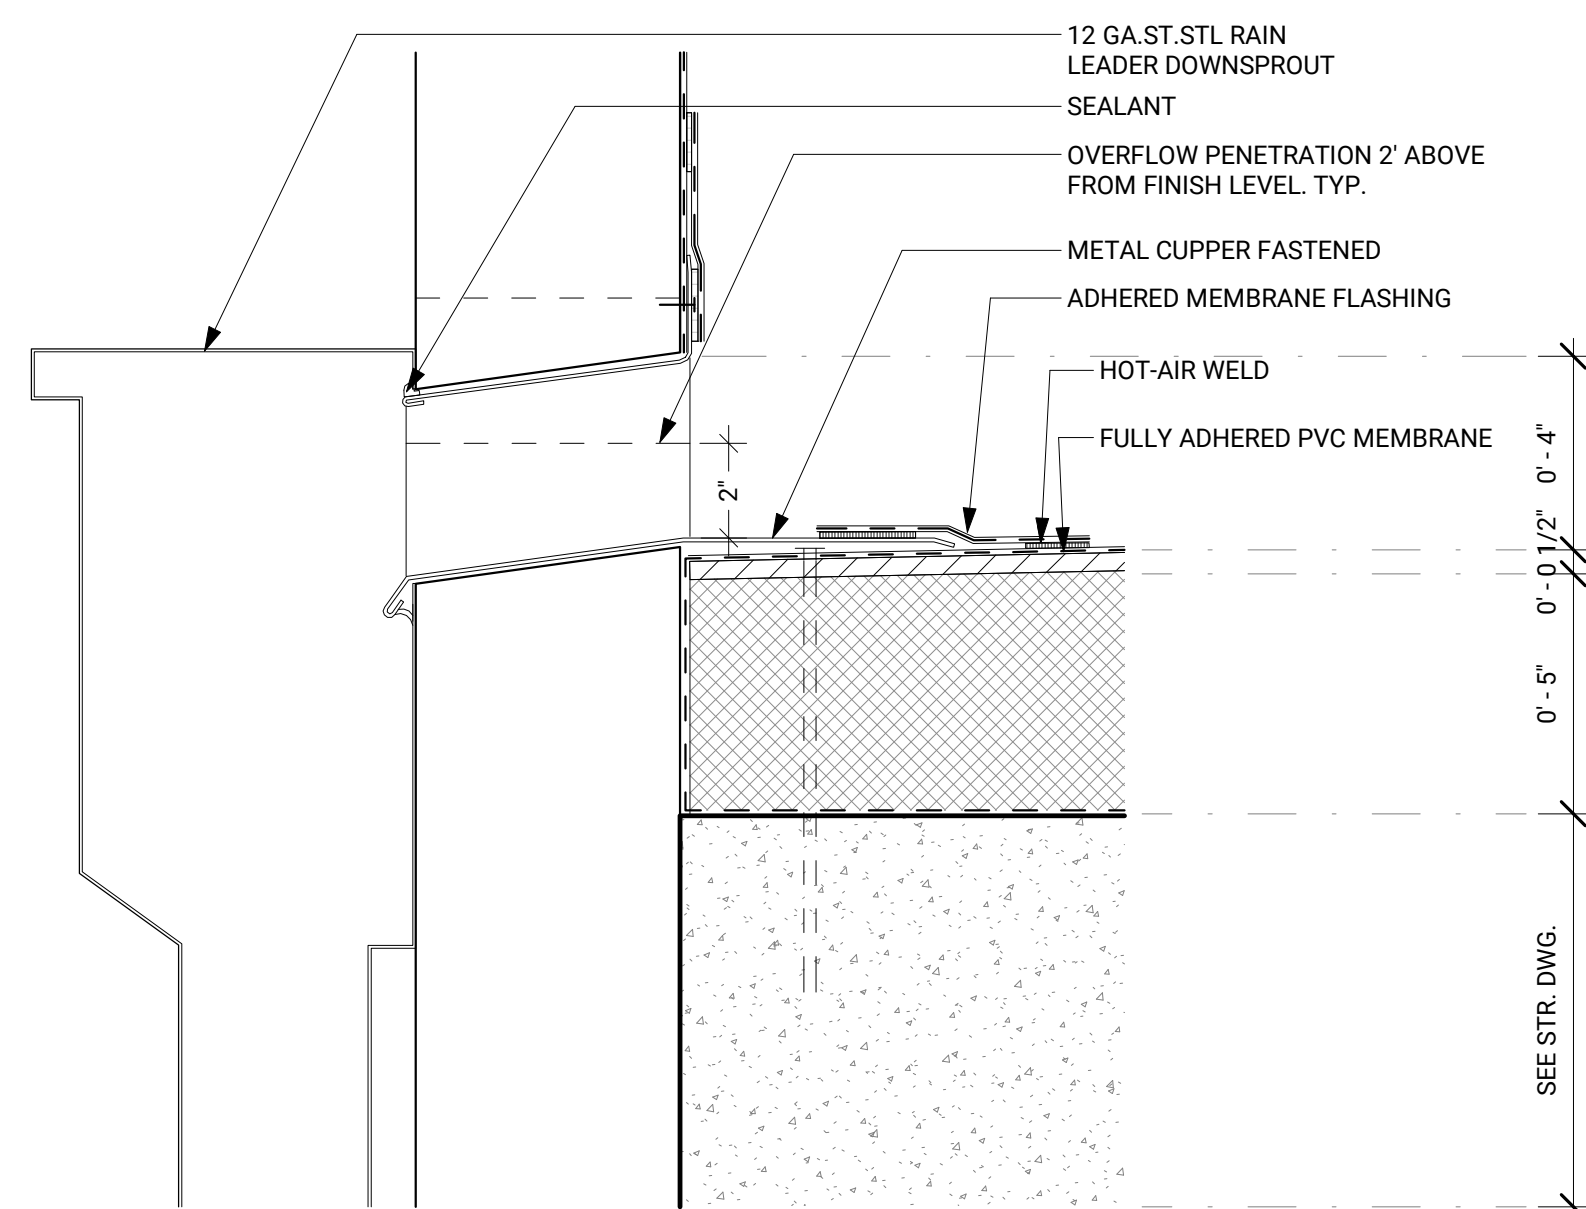 12 GA.ST.STL RAIN
LEADER DOWNSPROUT
SEALANT
OVERFLOW PENETRATION 2' ABOVE
FROM FINISH LEVEL. TYP.
METAL CUPPER FASTENED
ADHERED MEMBRANE FLASHING
HOT-AIR WELD
FULLY ADHERED PVC MEMBRANE
2"
0' - 4"
0' - 0 1/2"
0' - 5"
SEE STR. DWG.